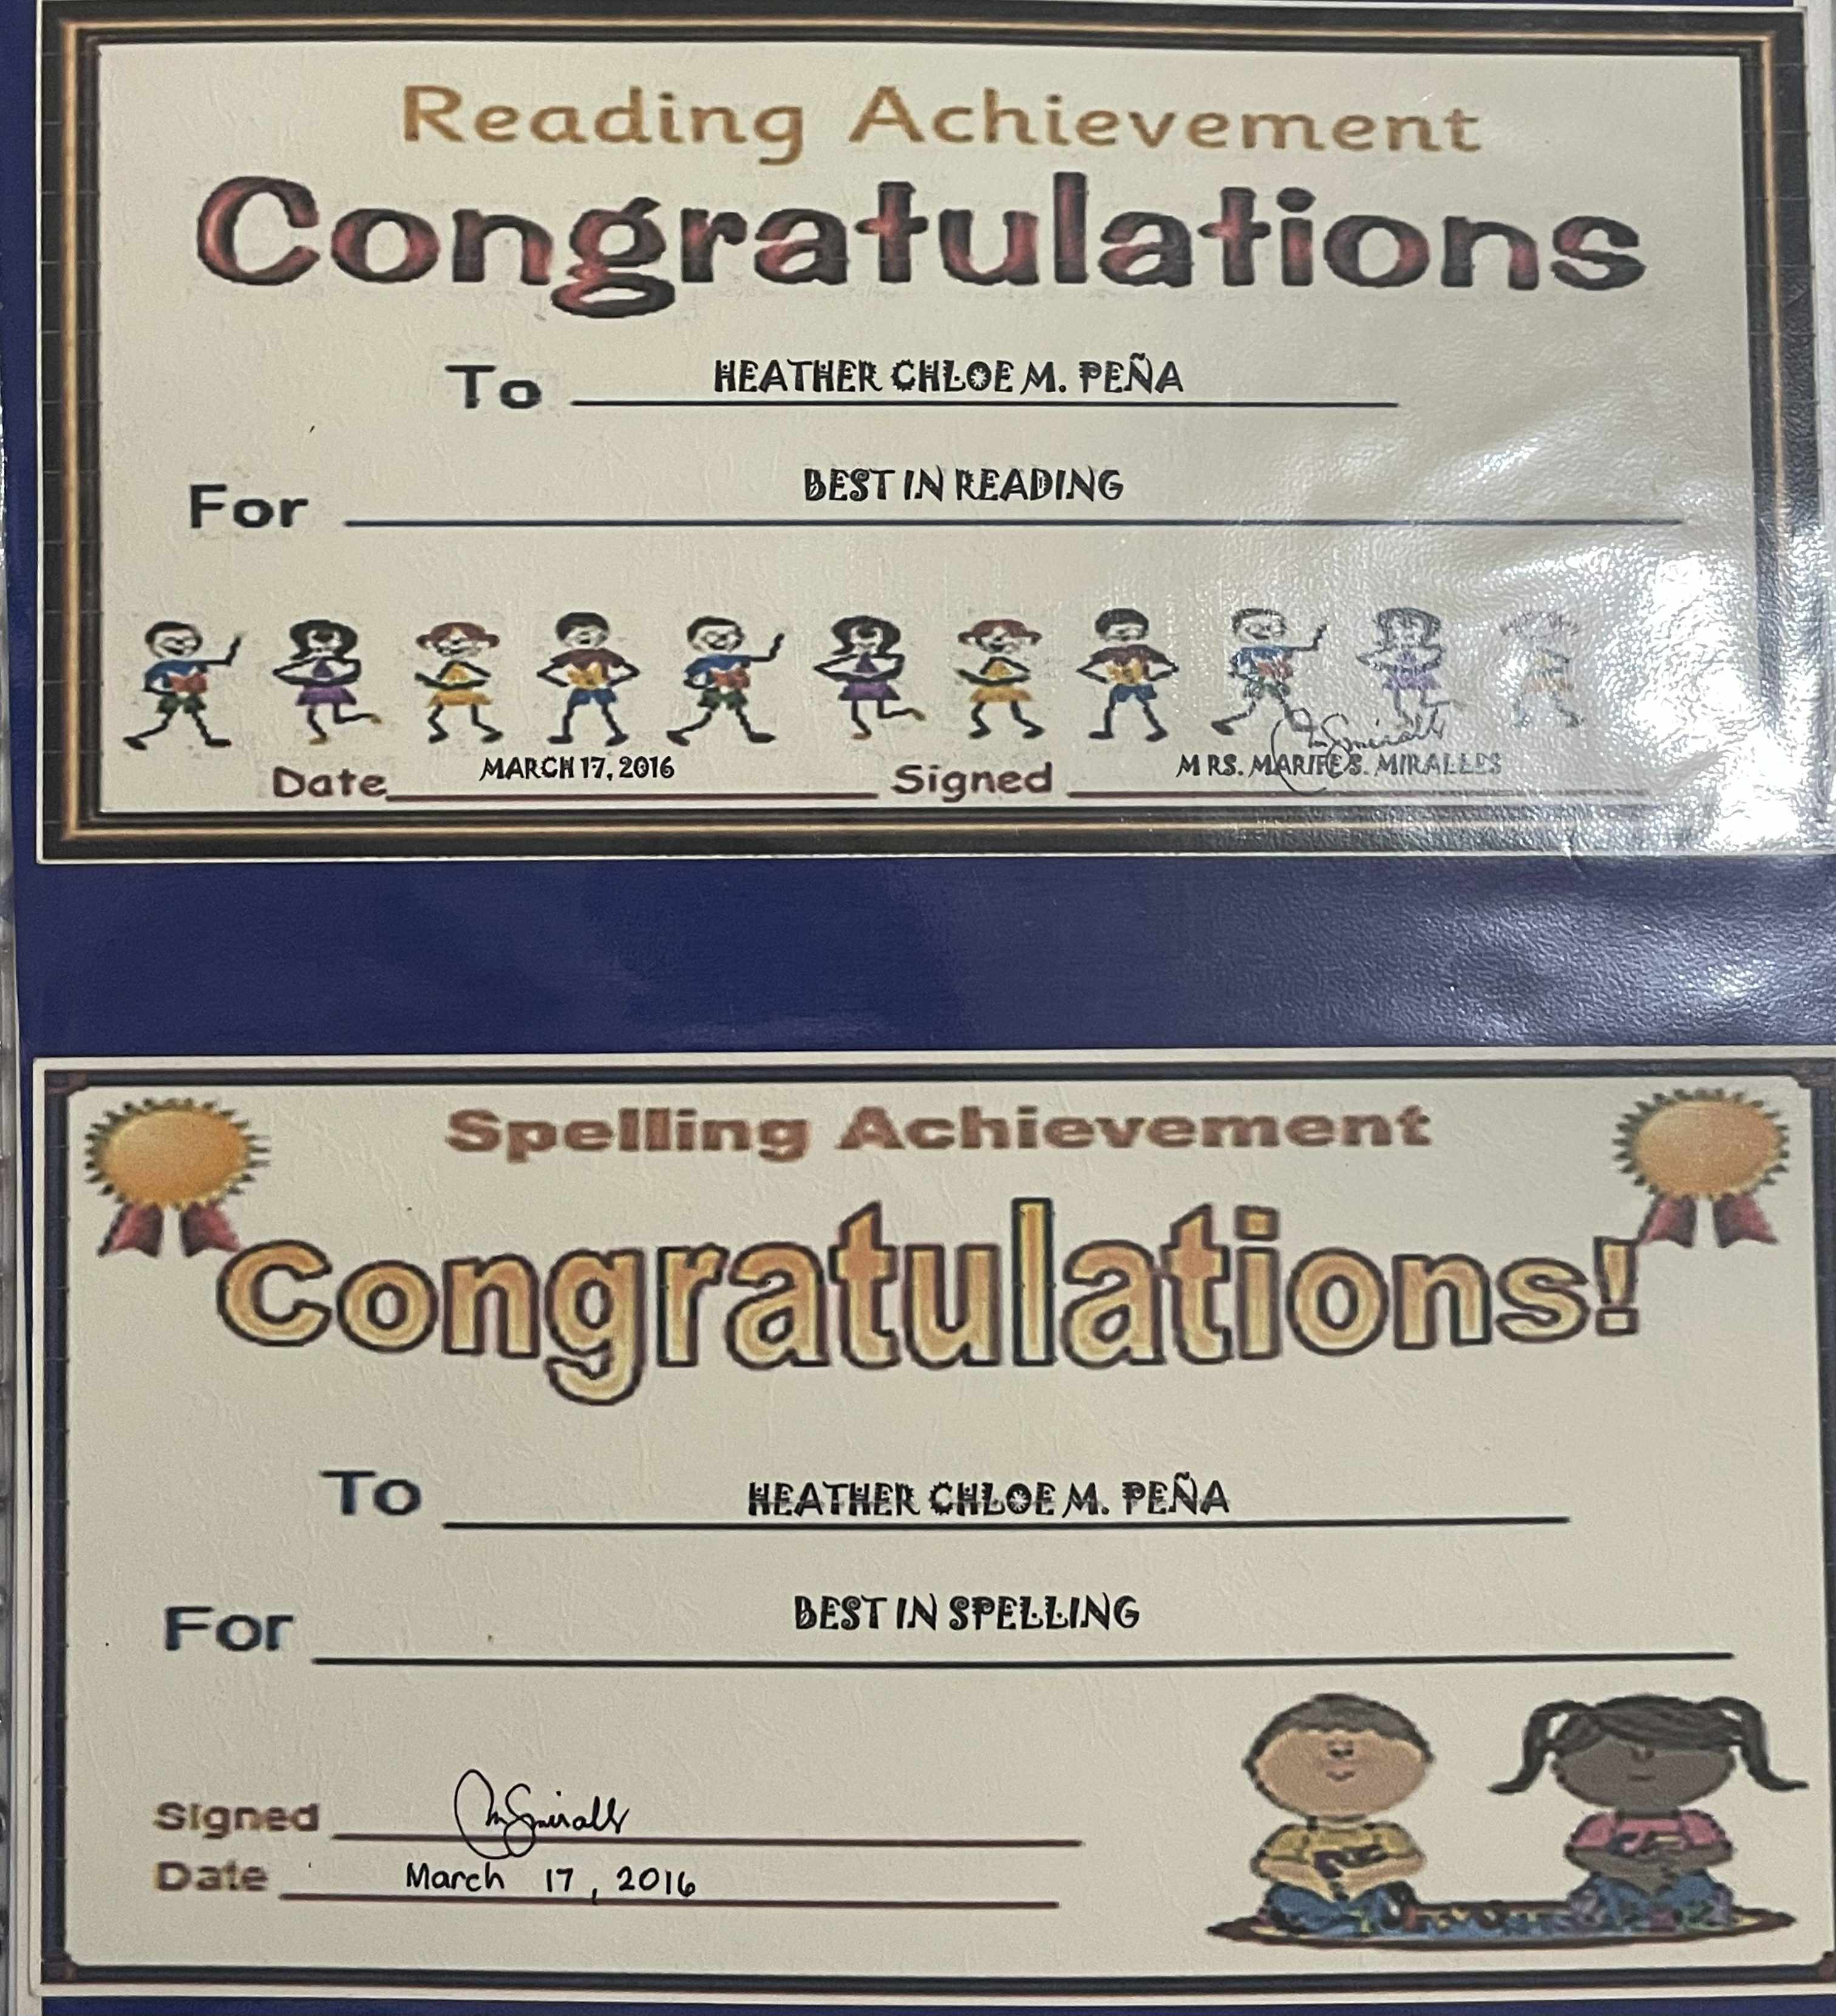 Reading Achievement
Congratulations
To HEATHER CHLOE M. PEÑA
For BEST IN READING
Date MARCH 17, 2016 Signed MRS. MARIFE S. MIRALLES
Spelling Achievement
Congratulations!
To HEATHER CHLOE M. PEÑA
For BEST IN SPELLING
Signed
Date March 17, 2016